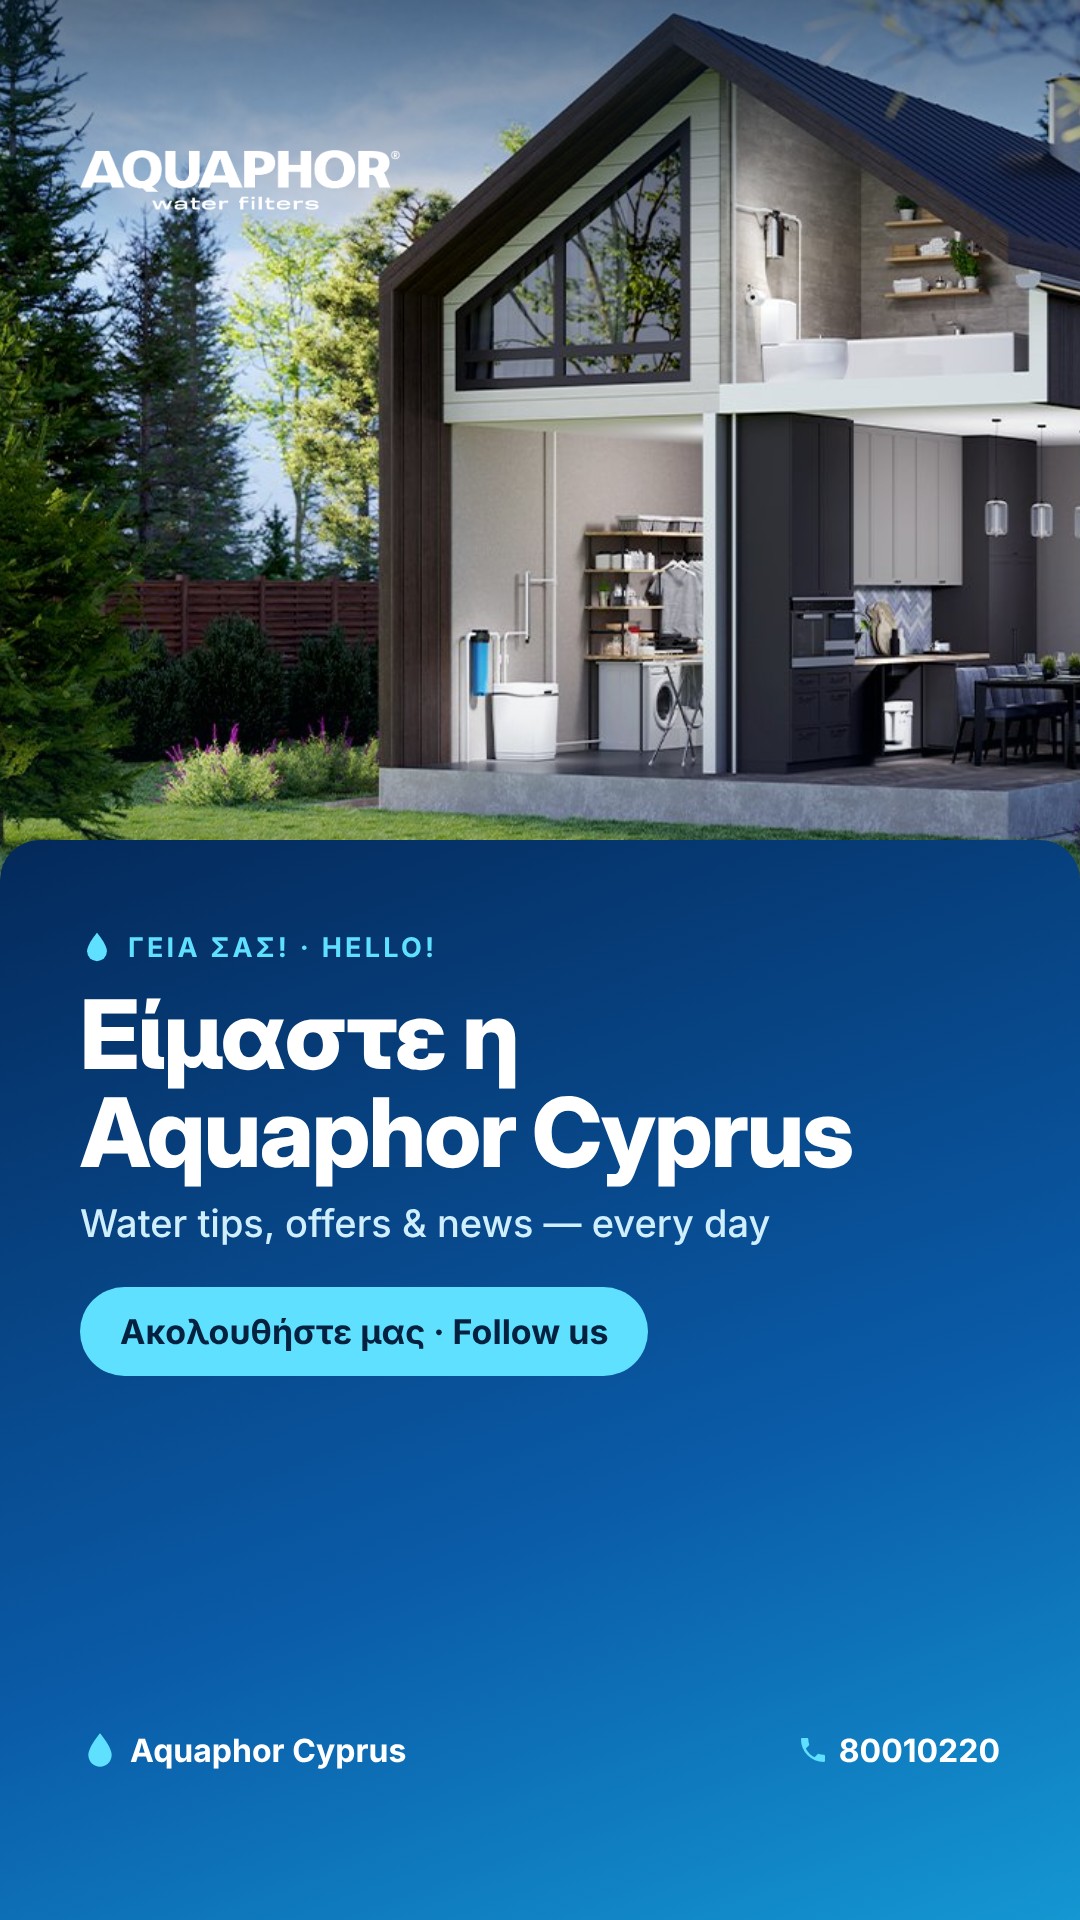 AQUAPHOR®
water filters
ΓΕΙΑ ΣΑΣ! · HELLO!
Είμαστε η
Aquaphor Cyprus
Water tips, offers & news — every day
Ακολουθήστε μας · Follow us
Aquaphor Cyprus
80010220